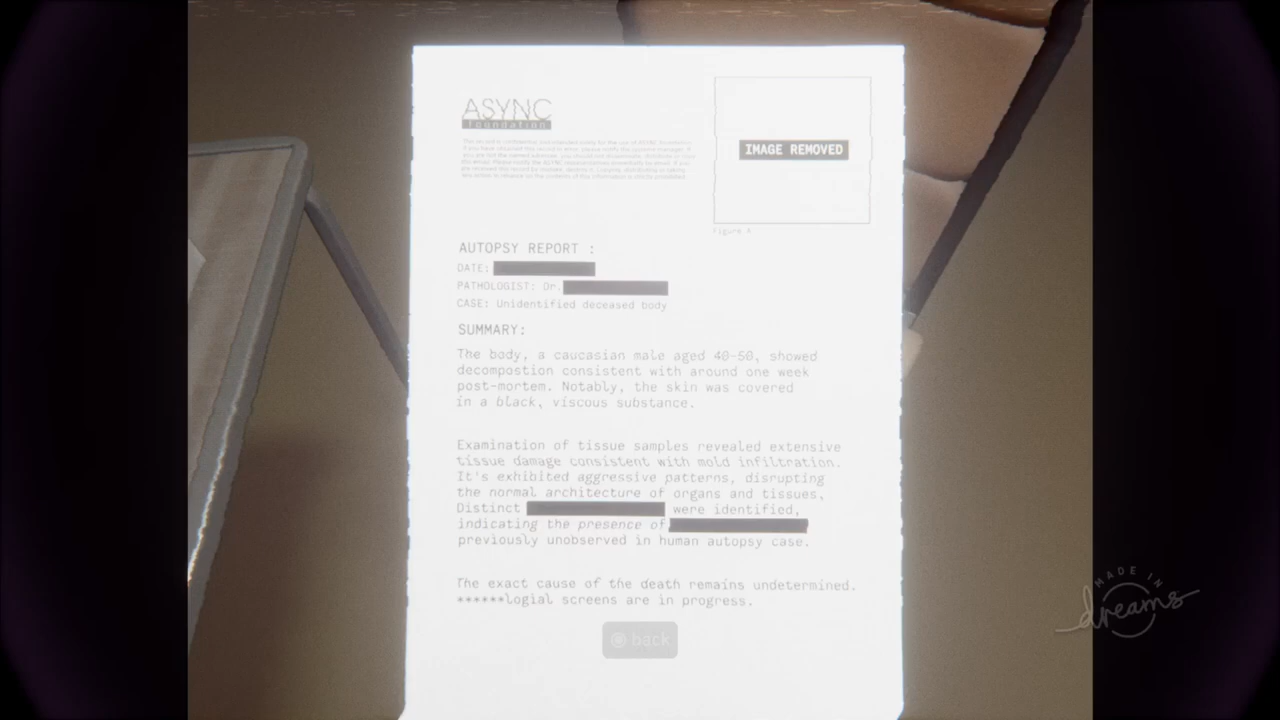 ASYNC
foundation
IMAGE REMOVED
Figure A
AUTOPSY REPORT :
DATE:
PATHOLOGIST: Dr.
CASE: Unidentified deceased body
SUMMARY:
The body, a caucasian male aged 40-50, showed
decompostion consistent with around one week
post-mortem. Notably, the skin was covered
in a black, viscous substance.
Examination of tissue samples revealed extensive
tissue damage consistent with mold infiltration.
It's exhibited aggressive patterns, disrupting
the normal architecture of organs and tissues.
Distinct were identified,
indicating the presence of
previously unobserved in human autopsy case.
The exact cause of the death remains undetermined.
******logial screens are in progress.
back
MADE IN
dreams